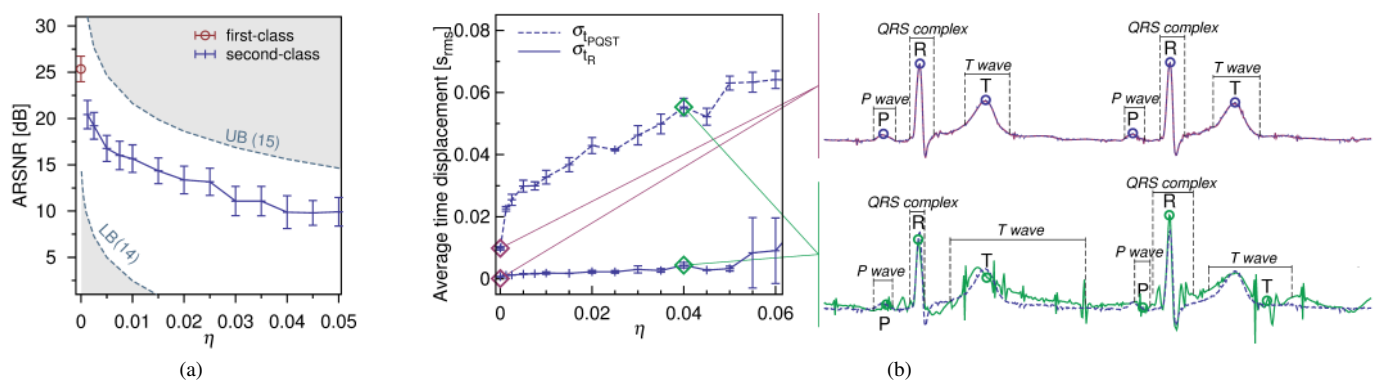 30
25
20
15
10
5
ARSNR [dB]
first-class
second-class
UB (15)
LB (14)
0 0.01 0.02 0.03 0.04 0.05
η
(a)
0.08
0.06
0.04
0.02
0
Average time displacement [s_rms]
σ_tPQST
σ_tR
0 0.02 0.04 0.06
η
QRS complex
R
T wave
T
P wave
P
QRS complex
R
T wave
T
P wave
P
QRS complex
R
T wave
T
P wave
P
QRS complex
R
T wave
P wave
T
P
(b)